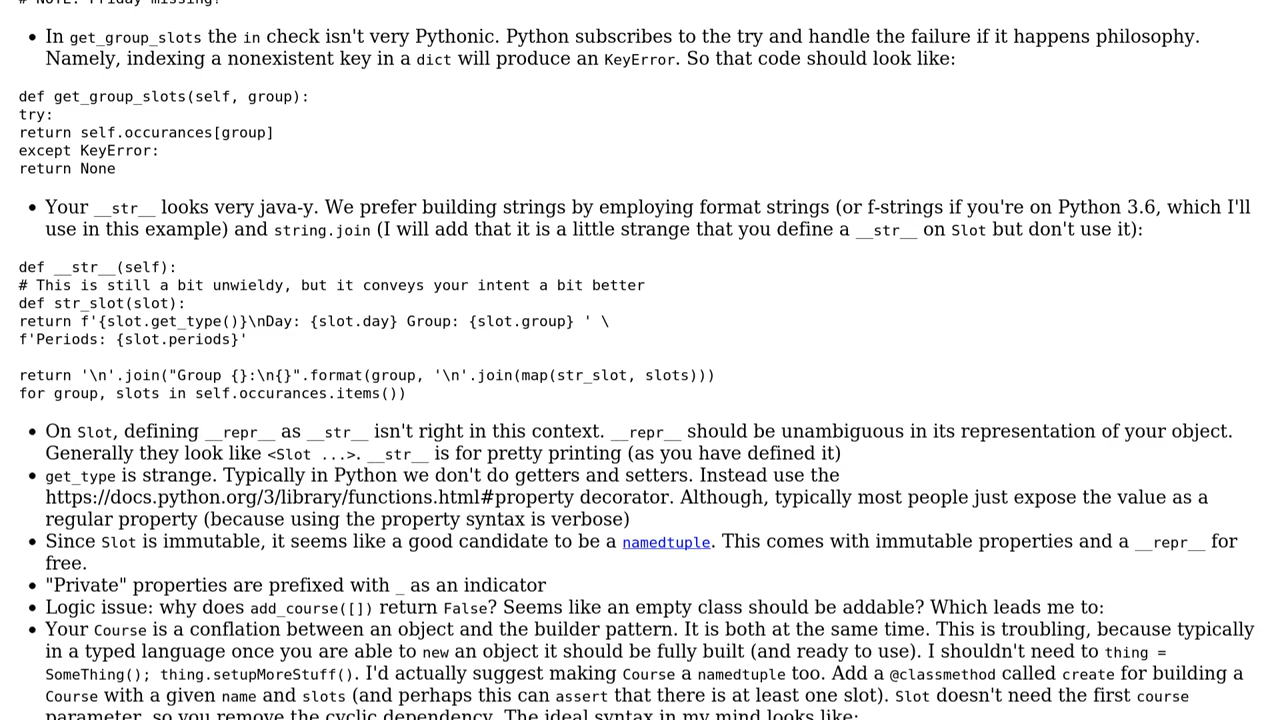 # NOTE: Friday missing!
• In get_group_slots the in check isn't very Pythonic. Python subscribes to the try and handle the failure if it happens philosophy.
Namely, indexing a nonexistent key in a dict will produce an KeyError. So that code should look like:
def get_group_slots(self, group):
try:
return self.occurances[group]
except KeyError:
return None
• Your __str__ looks very java-y. We prefer building strings by employing format strings (or f-strings if you're on Python 3.6, which I'll
use in this example) and string.join (I will add that it is a little strange that you define a __str__ on Slot but don't use it):
def __str__(self):
# This is still a bit unwieldy, but it conveys your intent a bit better
def str_slot(slot):
return f'{slot.get_type()}\nDay: {slot.day} Group: {slot.group} ' \
f'Periods: {slot.periods}'
return '\n'.join("Group {}:\n{}".format(group, '\n'.join(map(str_slot, slots)))
for group, slots in self.occurances.items())
• On Slot, defining __repr__ as __str__ isn't right in this context. __repr__ should be unambiguous in its representation of your object.
Generally they look like <Slot ...>. __str__ is for pretty printing (as you have defined it)
• get_type is strange. Typically in Python we don't do getters and setters. Instead use the
https://docs.python.org/3/library/functions.html#property decorator. Although, typically most people just expose the value as a
regular property (because using the property syntax is verbose)
• Since Slot is immutable, it seems like a good candidate to be a namedtuple. This comes with immutable properties and a __repr__ for
free.
• "Private" properties are prefixed with _ as an indicator
• Logic issue: why does add_course([]) return False? Seems like an empty class should be addable? Which leads me to:
• Your Course is a conflation between an object and the builder pattern. It is both at the same time. This is troubling, because typically
in a typed language once you are able to new an object it should be fully built (and ready to use). I shouldn't need to thing =
SomeThing(); thing.setupMoreStuff(). I'd actually suggest making Course a namedtuple too. Add a @classmethod called create for building a
Course with a given name and slots (and perhaps this can assert that there is at least one slot). Slot doesn't need the first course
parameter, so you remove the cyclic dependency. The ideal syntax in my mind looks like: